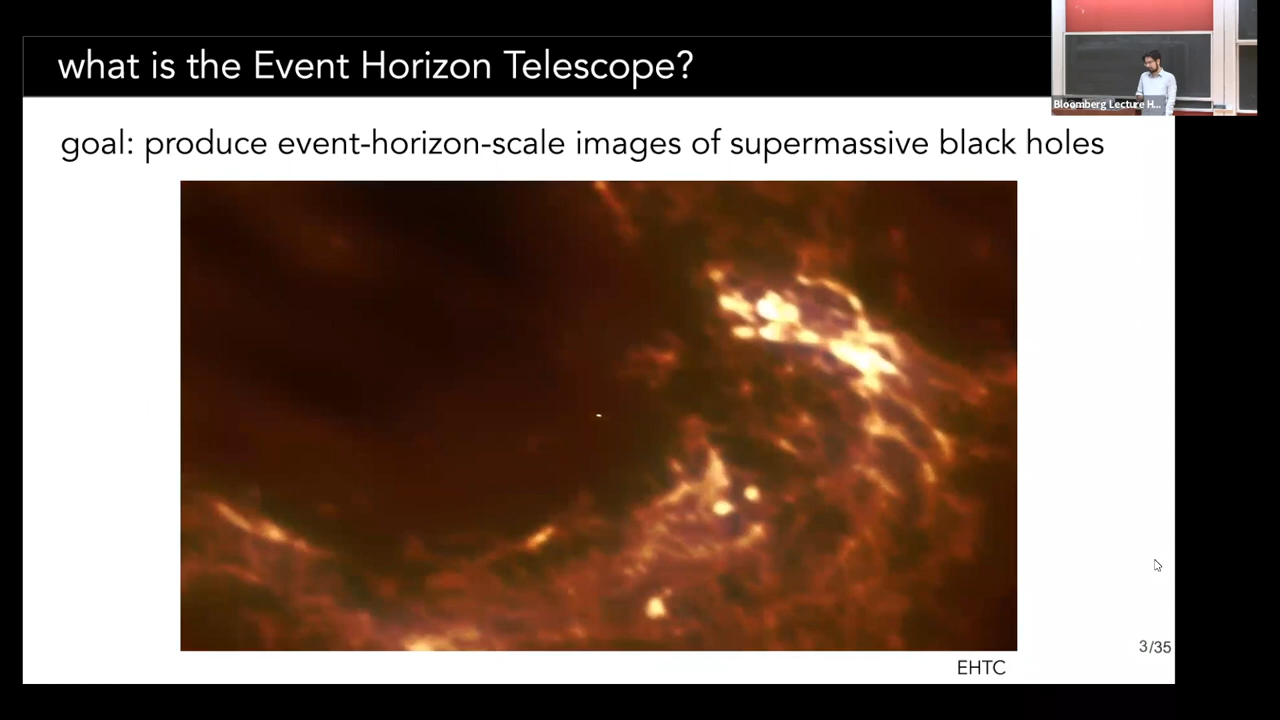 what is the Event Horizon Telescope?
Bloomberg Lecture H...
goal: produce event-horizon-scale images of supermassive black holes
3/35
EHTC